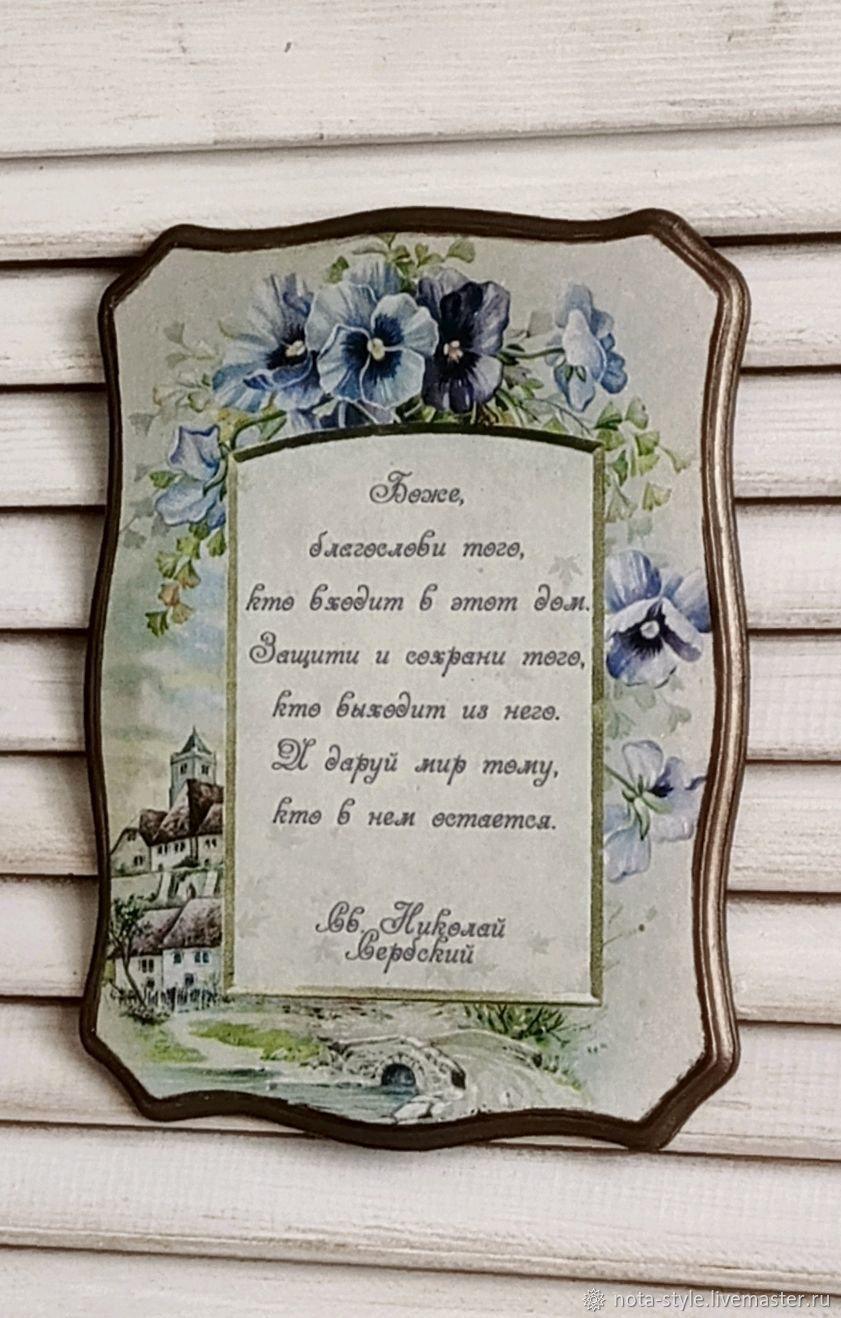 Боже,
благослови того,
кто входит в этот дом.
Защити и сохрани того,
кто выходит из него.
И даруй мир тому,
кто в нем остается.
Св. Николай
Сербский
nota-style.livemaster.ru